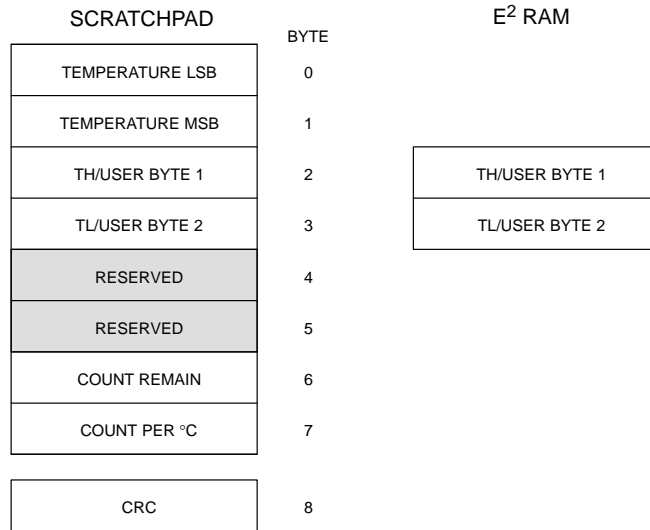 SCRATCHPAD
BYTE
E² RAM
TEMPERATURE LSB 0
TEMPERATURE MSB 1
TH/USER BYTE 1 2 TH/USER BYTE 1
TL/USER BYTE 2 3 TL/USER BYTE 2
RESERVED 4
RESERVED 5
COUNT REMAIN 6
COUNT PER °C 7
CRC 8